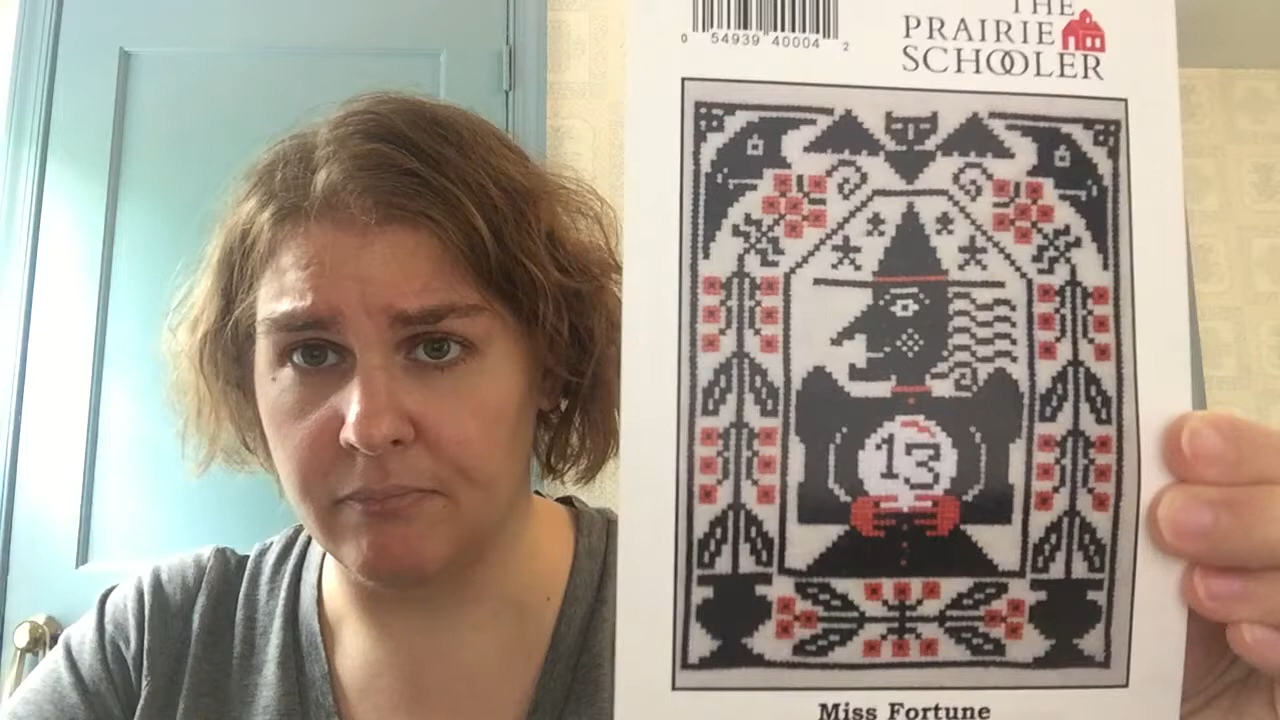 0 54939 40004 2
THE
PRAIRIE
SCHOOLER
13
Miss Fortune